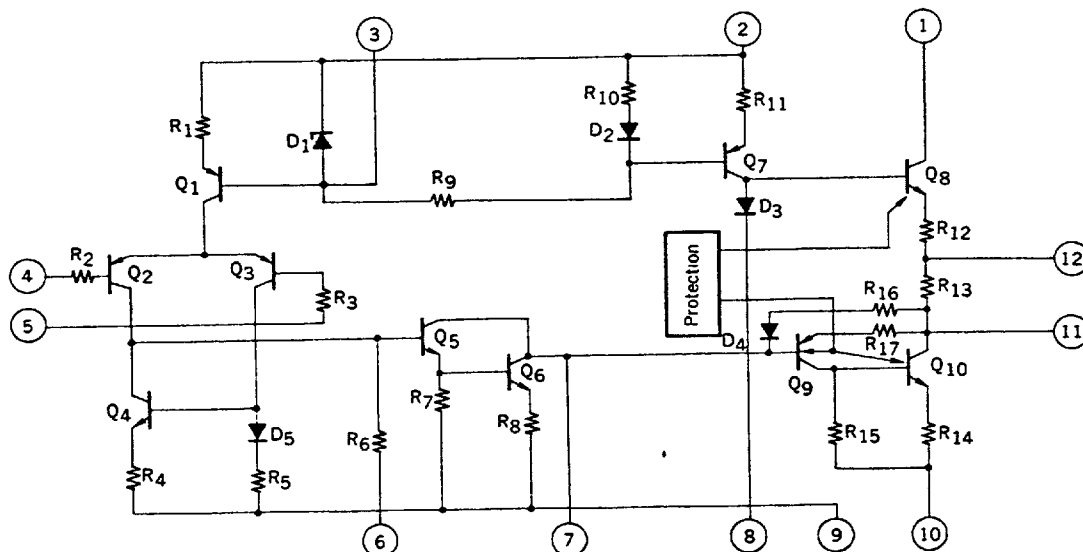 3
2
1
R1
D1
R10
D2
R11
Q1
R9
Q7
Q8
D3
R12
4
R2
Q2
Q3
R3
5
Protection
R16
R13
12
D4
R17
11
Q5
Q6
Q9
Q10
Q4
D5
R7
R8
R6
R15
R14
R4
R5
6
7
8
9
10